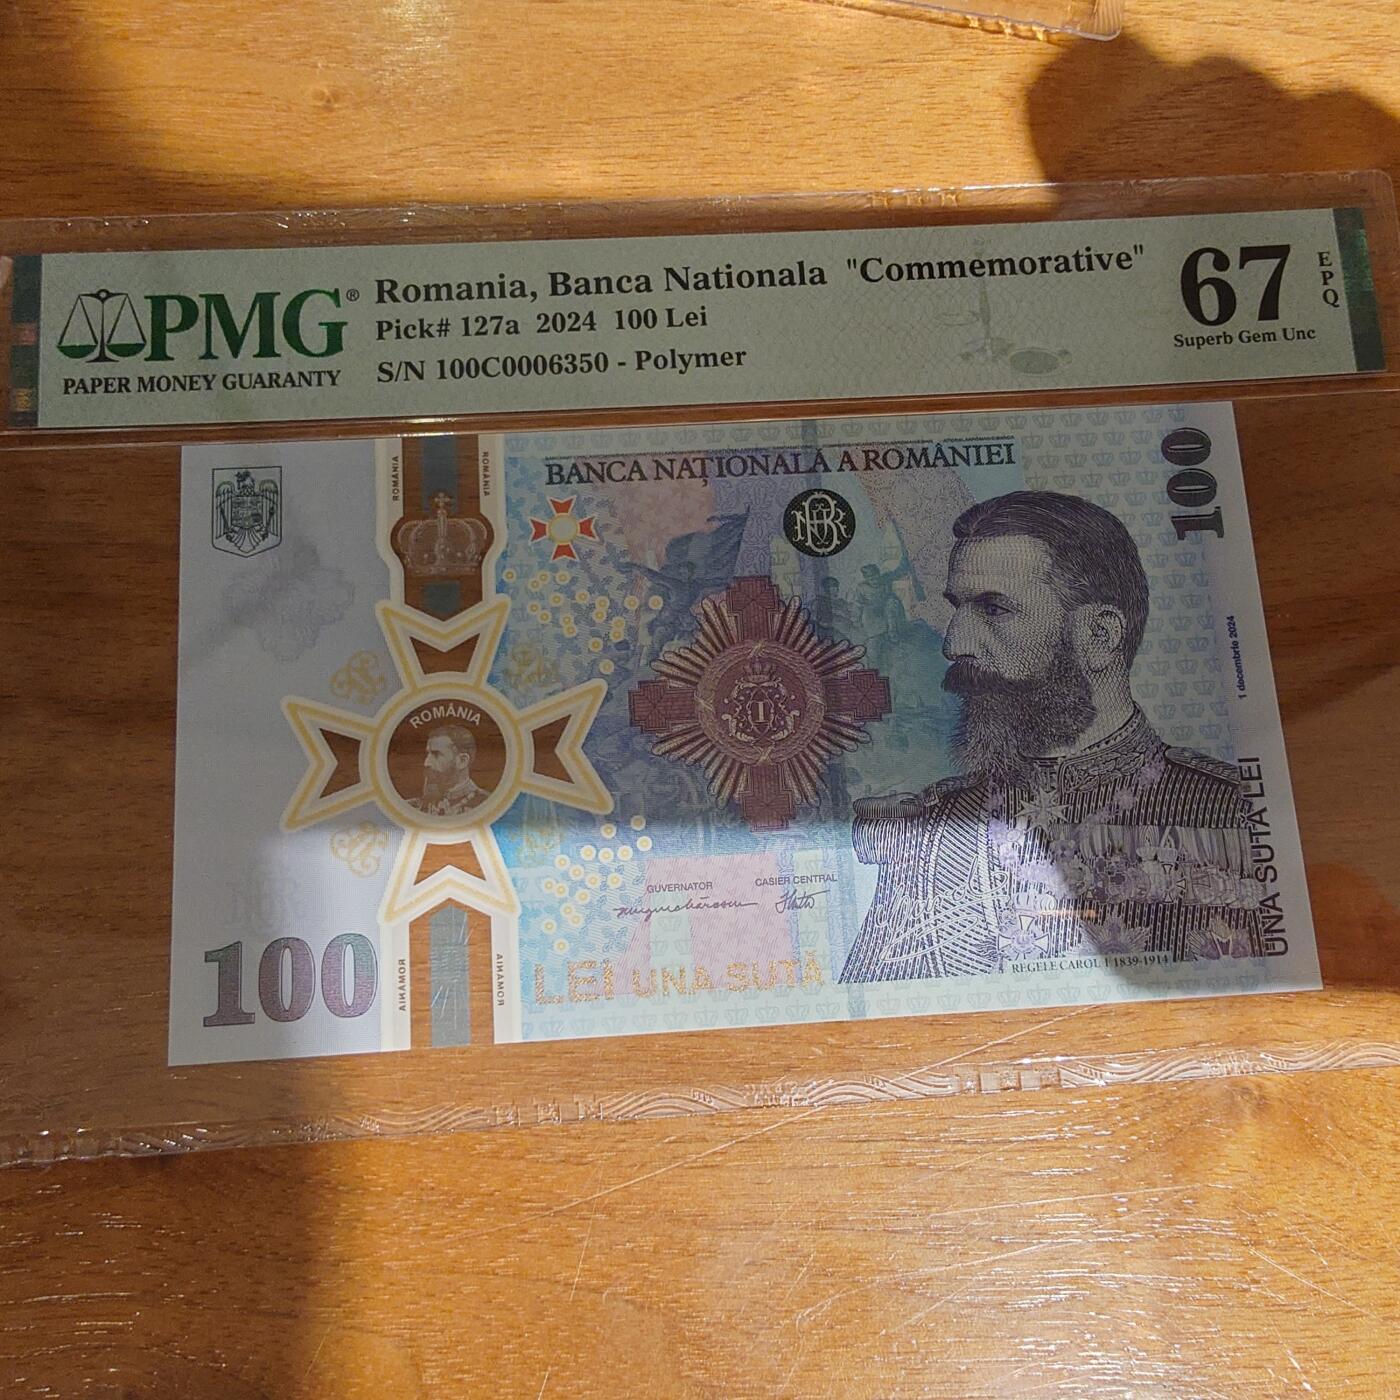 PMG®
PAPER MONEY GUARANTY
Romania, Banca Nationala "Commemorative"
Pick# 127a 2024 100 Lei
S/N 100C0006350 - Polymer
67
EPQ
Superb Gem Unc
BANCA NAȚIONALĂ A ROMÂNIEI
100
ROMÂNIA
ROMÂNIA
BNR
ROMÂNIA
I
1 decembrie 2024
GUVERNATOR
CASIER CENTRAL
UNA SUTĂ LEI
100
ROMÂNIA
ROMÂNIA
LEI UNA SUTĂ
REGELE CAROL I 1839-1914